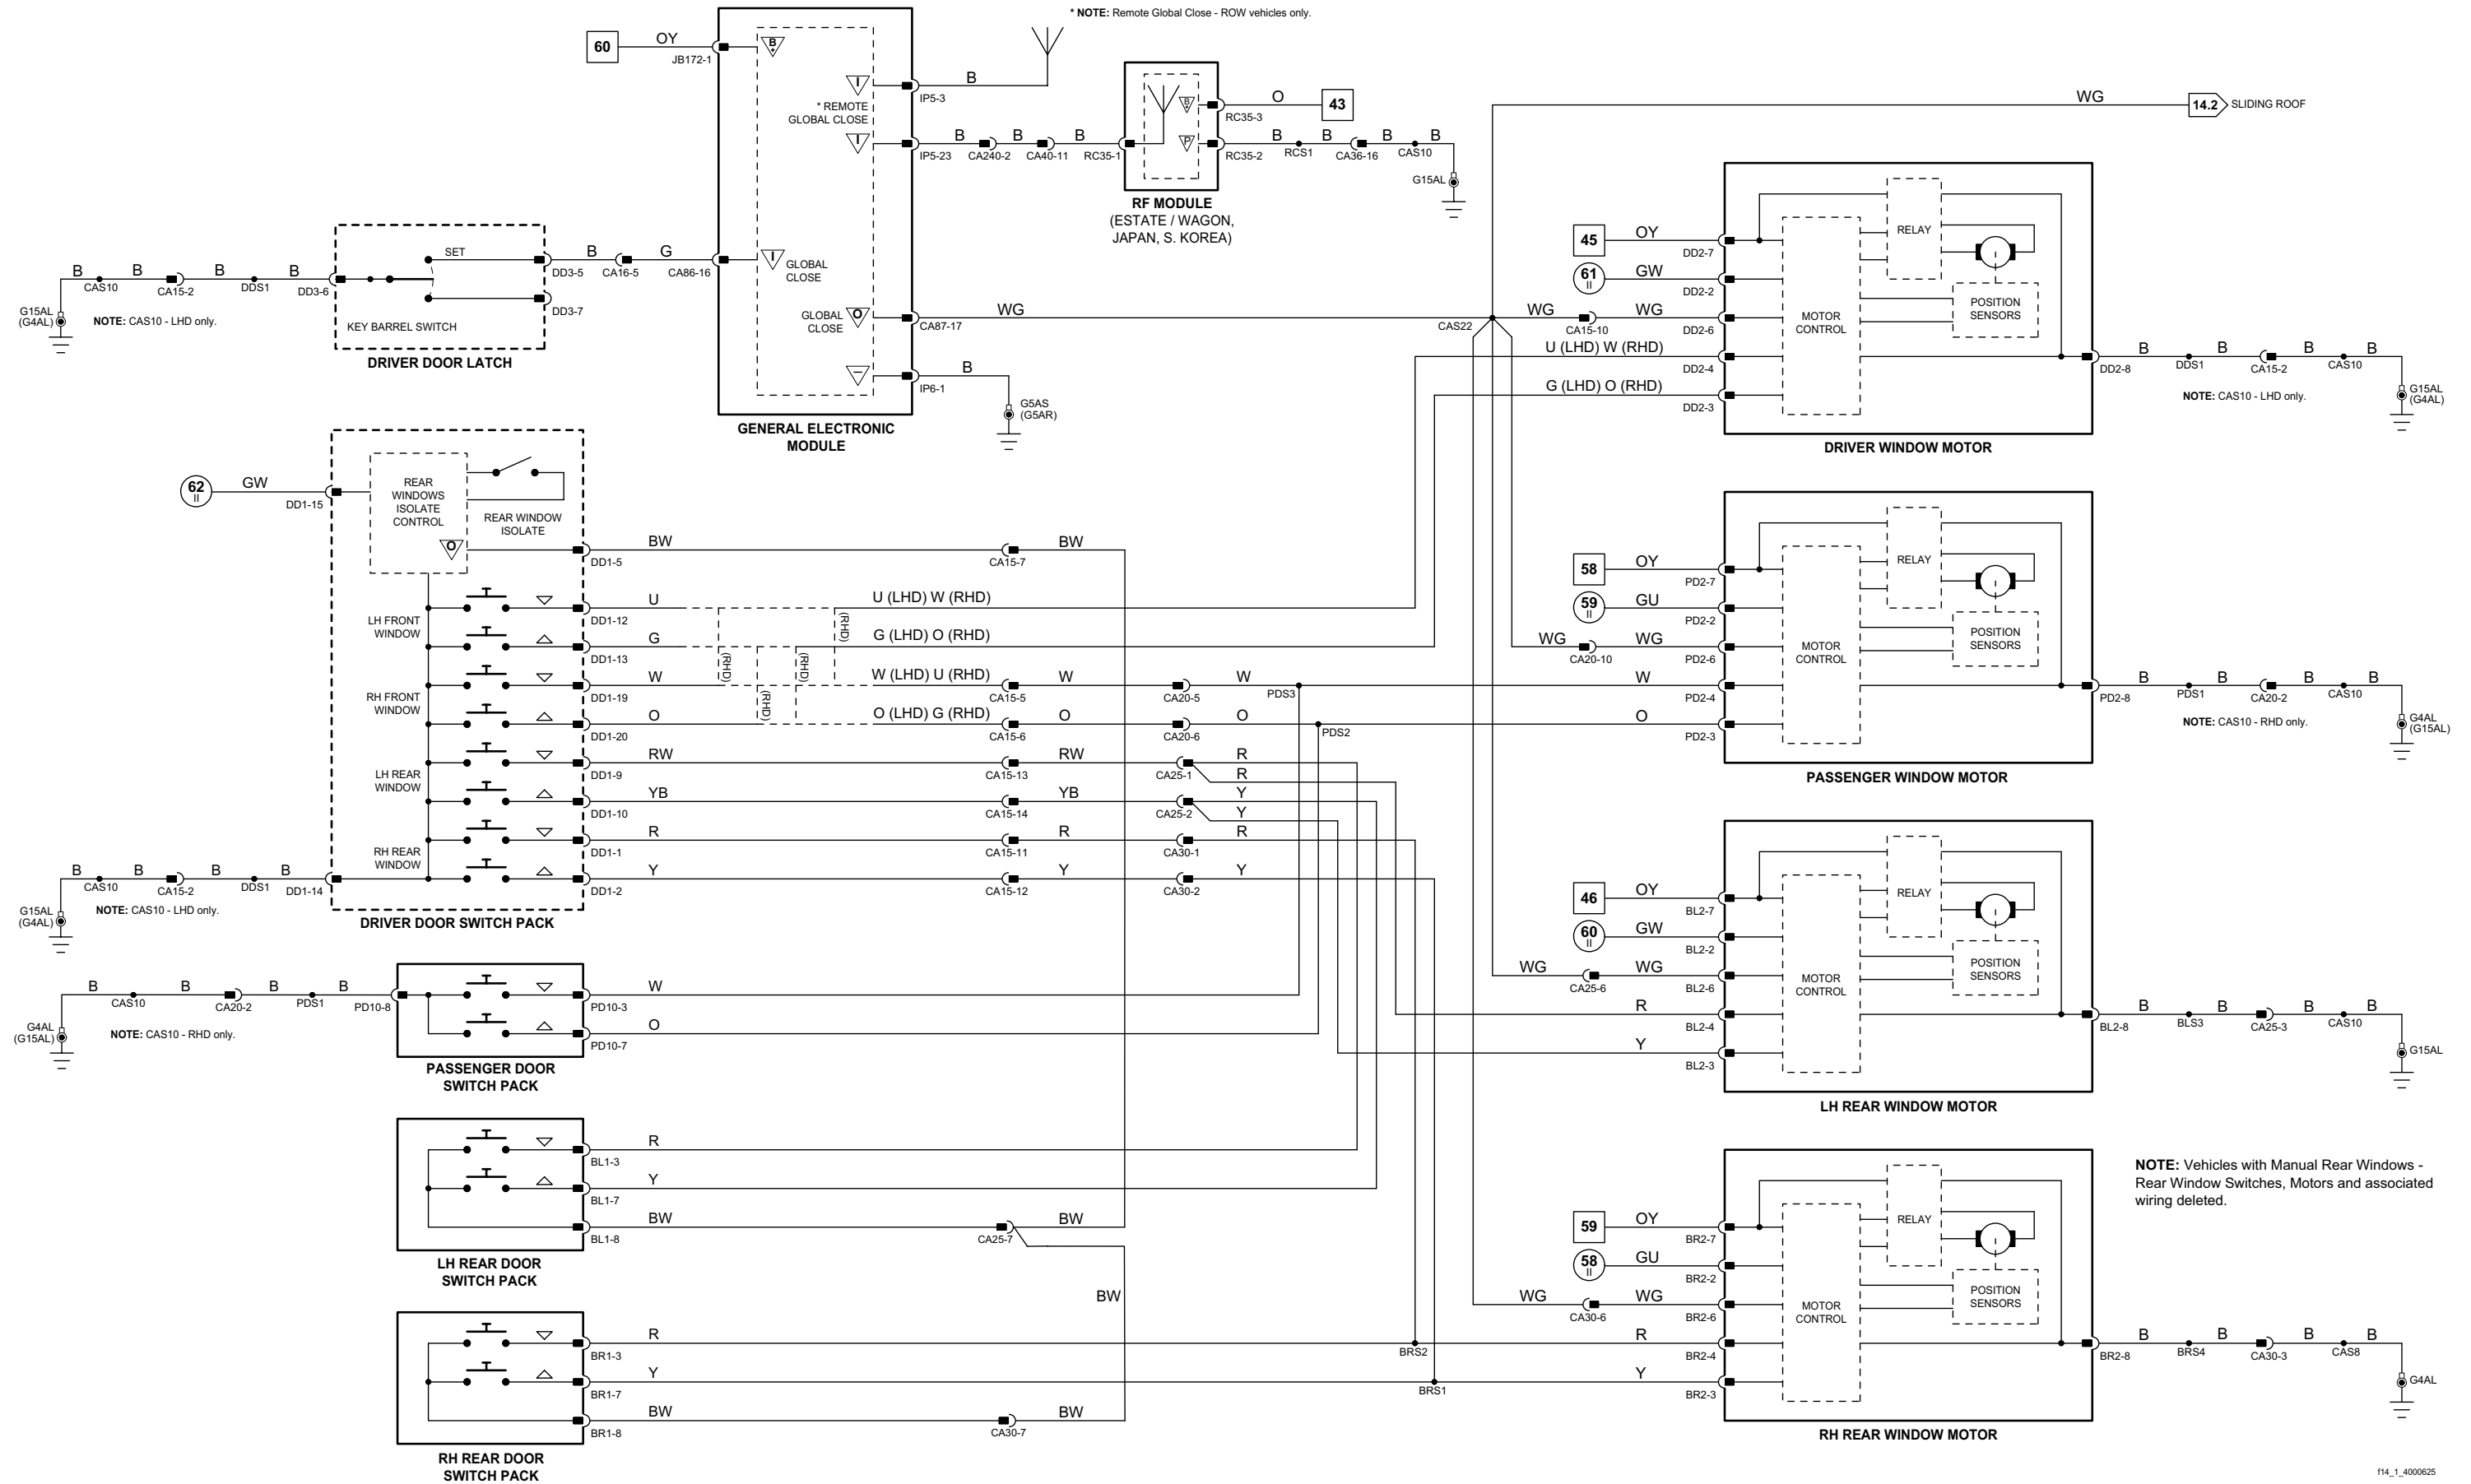 * NOTE: Remote Global Close - ROW vehicles only.
60
OY
JB172-1
B
+
I
B
IP5-3
* REMOTE
GLOBAL CLOSE
I
IP5-23
B
CA240-2
B
CA40-11
B
RC35-1
B
+
RC35-3
O
43
P
RC35-2
B
RCS1
B
CA36-16
B
CAS10
B
G15AL
RF MODULE
(ESTATE / WAGON,
JAPAN, S. KOREA)
WG
14.2
SLIDING ROOF
B
CAS10
B
CA15-2
B
DDS1
B
DD3-6
G15AL
(G4AL)
NOTE: CAS10 - LHD only.
SET
KEY BARREL SWITCH
DD3-5
DD3-7
DRIVER DOOR LATCH
B
CA16-5
G
CA86-16
I
GLOBAL
CLOSE
GLOBAL
CLOSE
O
CA87-17
WG
IP6-1
B
G5AS
(G5AR)
GENERAL ELECTRONIC
MODULE
CAS22
45
OY
DD2-7
61
II
GW
DD2-2
WG
CA15-10
WG
DD2-6
U (LHD) W (RHD)
DD2-4
G (LHD) O (RHD)
DD2-3
MOTOR
CONTROL
RELAY
POSITION
SENSORS
DD2-8
B
DDS1
B
CA15-2
B
CAS10
B
NOTE: CAS10 - LHD only.
G15AL
(G4AL)
DRIVER WINDOW MOTOR
62
II
GW
DD1-15
REAR
WINDOWS
ISOLATE
CONTROL
O
REAR WINDOW
ISOLATE
BW
DD1-5
CA15-7
BW
LH FRONT
WINDOW
U
DD1-12
U (LHD) W (RHD)
G
DD1-13
G (LHD) O (RHD)
(RHD)
(RHD)
(RHD)
(RHD)
RH FRONT
WINDOW
W
DD1-19
W (LHD) U (RHD)
CA15-5
W
CA20-5
W
PDS3
O
DD1-20
O (LHD) G (RHD)
CA15-6
O
CA20-6
O
PDS2
LH REAR
WINDOW
RW
DD1-9
CA15-13
RW
CA25-1
R
R
YB
DD1-10
CA15-14
YB
CA25-2
Y
Y
RH REAR
WINDOW
R
DD1-1
CA15-11
R
CA30-1
R
Y
DD1-2
CA15-12
Y
CA30-2
Y
B
CAS10
B
CA15-2
B
DDS1
B
DD1-14
G15AL
(G4AL)
NOTE: CAS10 - LHD only.
DRIVER DOOR SWITCH PACK
58
OY
PD2-7
59
II
GU
PD2-2
WG
CA20-10
WG
PD2-6
W
PD2-4
O
PD2-3
MOTOR
CONTROL
RELAY
POSITION
SENSORS
PD2-8
B
PDS1
B
CA20-2
B
CAS10
B
NOTE: CAS10 - RHD only.
G4AL
(G15AL)
PASSENGER WINDOW MOTOR
B
CAS10
B
CA20-2
B
PDS1
B
PD10-8
G4AL
(G15AL)
NOTE: CAS10 - RHD only.
W
PD10-3
O
PD10-7
PASSENGER DOOR
SWITCH PACK
46
OY
BL2-7
60
II
GW
BL2-2
WG
CA25-6
WG
BL2-6
R
BL2-4
Y
BL2-3
MOTOR
CONTROL
RELAY
POSITION
SENSORS
BL2-8
B
BLS3
B
CA25-3
B
CAS10
B
G15AL
LH REAR WINDOW MOTOR
R
BL1-3
Y
BL1-7
BW
BL1-8
CA25-7
BW
BW
LH REAR DOOR
SWITCH PACK
R
BR1-3
Y
BR1-7
BW
BR1-8
CA30-7
BW
BRS2
BRS1
RH REAR DOOR
SWITCH PACK
59
OY
BR2-7
58
II
GU
BR2-2
WG
CA30-6
WG
BR2-6
R
BR2-4
Y
BR2-3
MOTOR
CONTROL
RELAY
POSITION
SENSORS
BR2-8
B
BRS4
B
CA30-3
B
CAS8
B
G4AL
RH REAR WINDOW MOTOR
NOTE: Vehicles with Manual Rear Windows -
Rear Window Switches, Motors and associated
wiring deleted.
f14_1_4000625